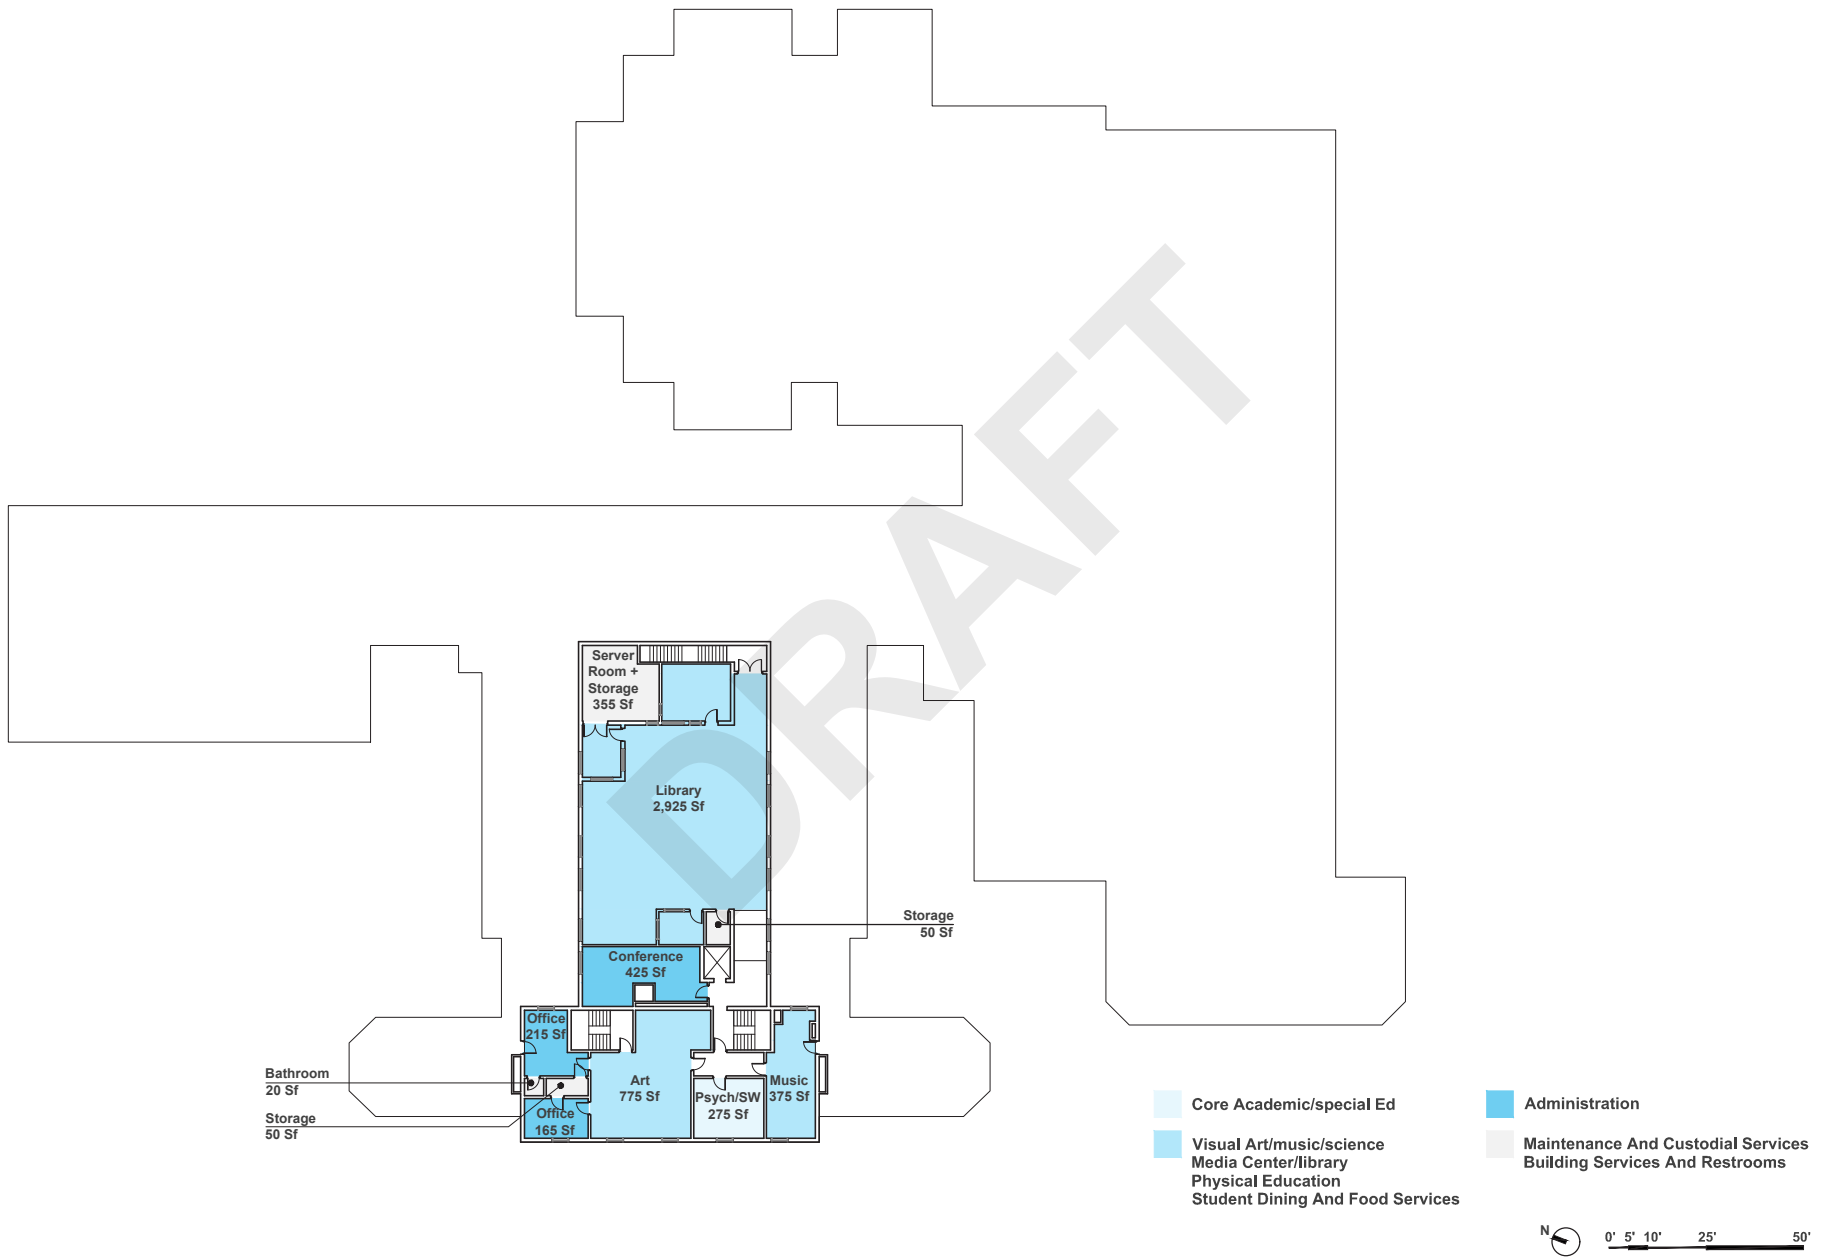 DRAFT
Server
Room +
Storage
355 Sf
Library
2,925 Sf
Storage
50 Sf
Conference
425 Sf
Office
215 Sf
Bathroom
20 Sf
Storage
50 Sf
Office
165 Sf
Art
775 Sf
Psych/SW
275 Sf
Music
375 Sf
Core Academic/special Ed
Visual Art/music/science
Media Center/library
Physical Education
Student Dining And Food Services
Administration
Maintenance And Custodial Services
Building Services And Restrooms
N
0' 5' 10' 25' 50'